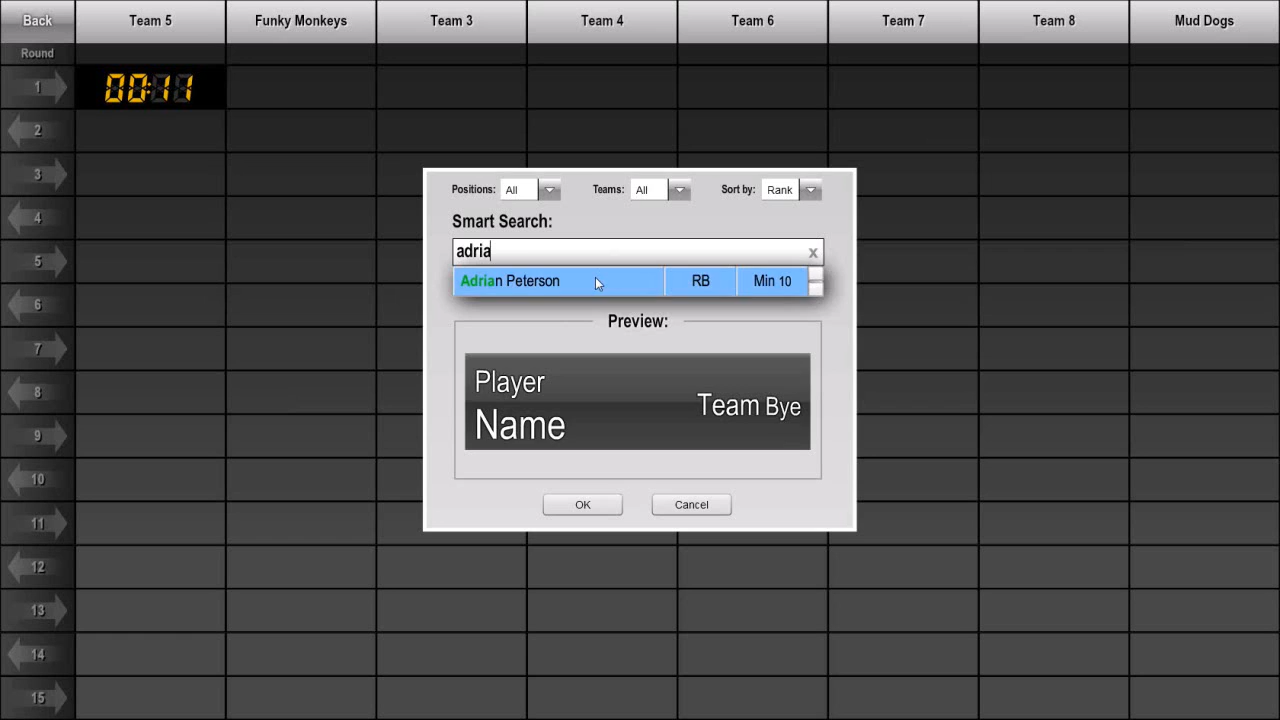 Back Team 5 Funky Monkeys Team 3 Team 4 Team 6 Team 7 Team 8 Mud Dogs
Round
1 00:11
2
3
4
5
6
7
8
9
10
11
12
13
14
15
Positions: All Teams: All Sort by: Rank
Smart Search:
adria x
Adrian Peterson RB Min 10
Preview:
Player
Name
Team Bye
OK Cancel